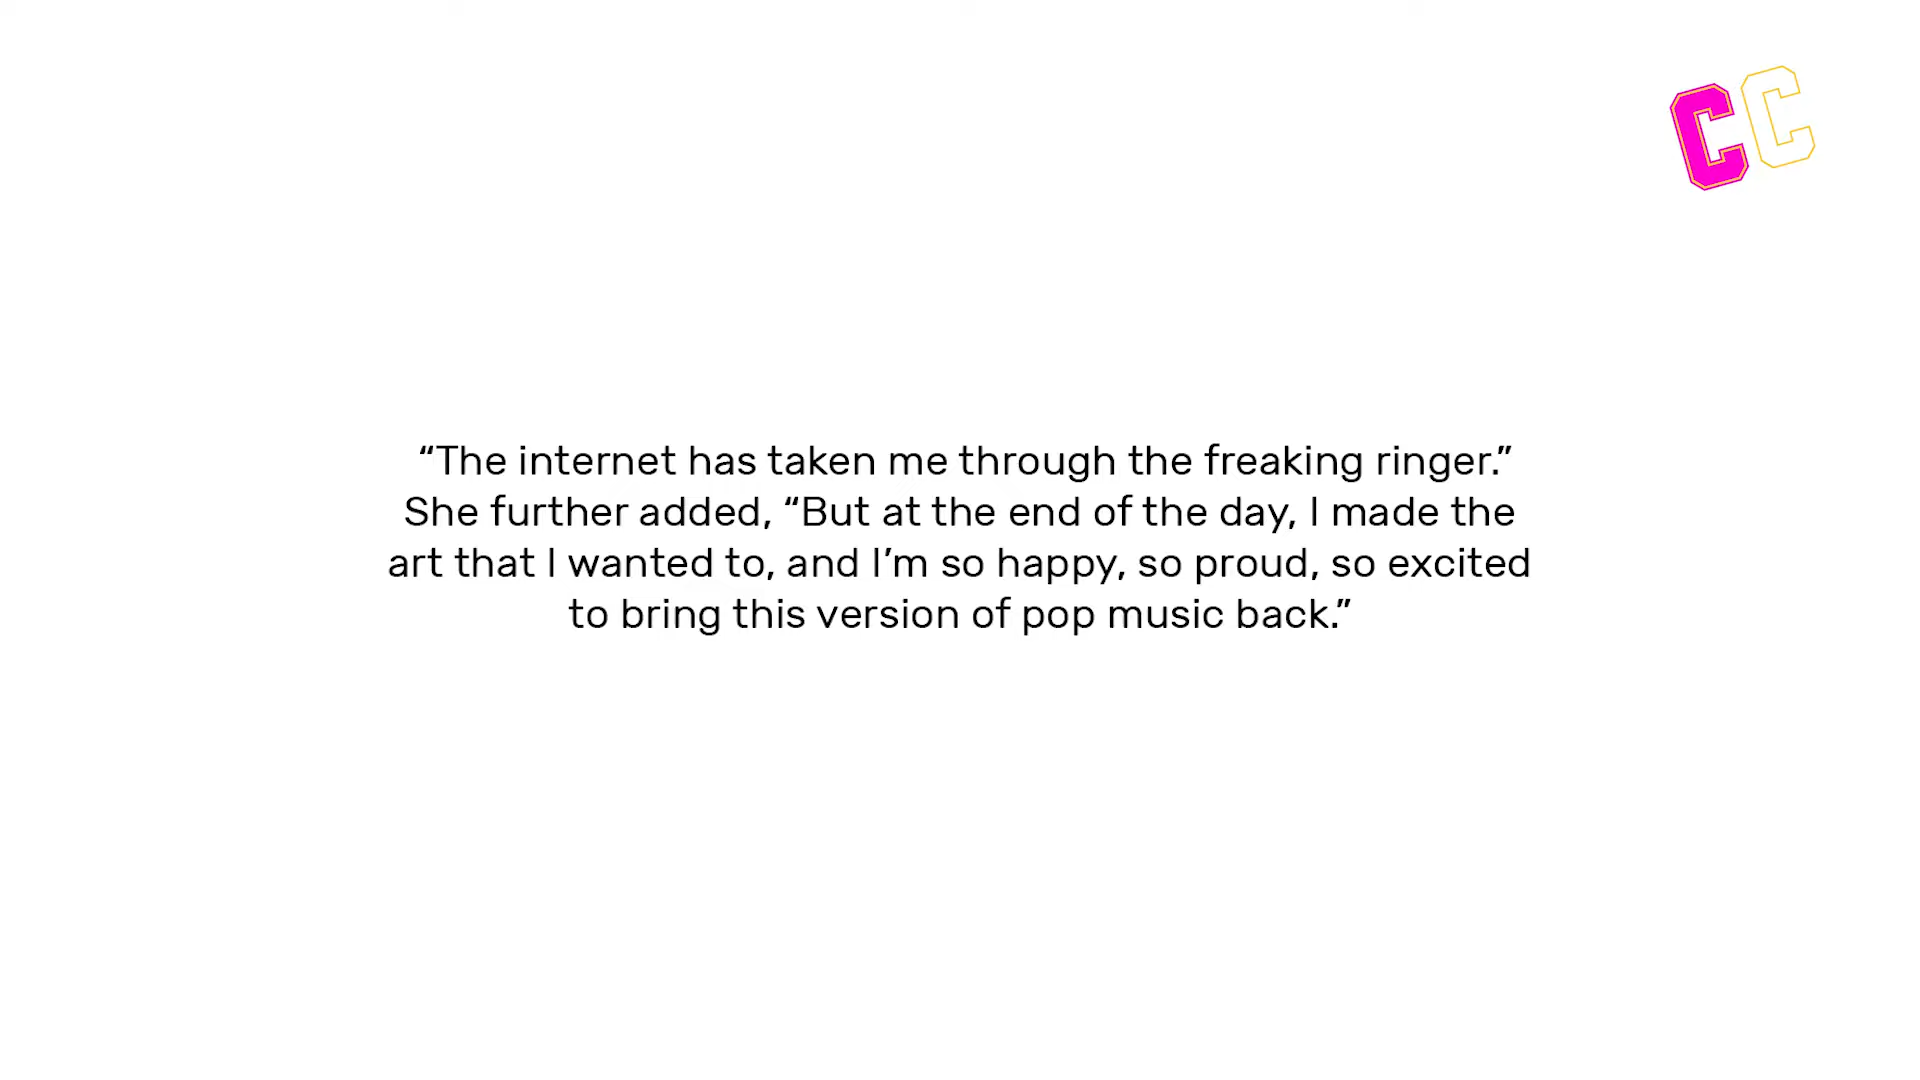 CC
“The internet has taken me through the freaking ringer.”
She further added, “But at the end of the day, I made the
art that I wanted to, and I’m so happy, so proud, so excited
to bring this version of pop music back.”